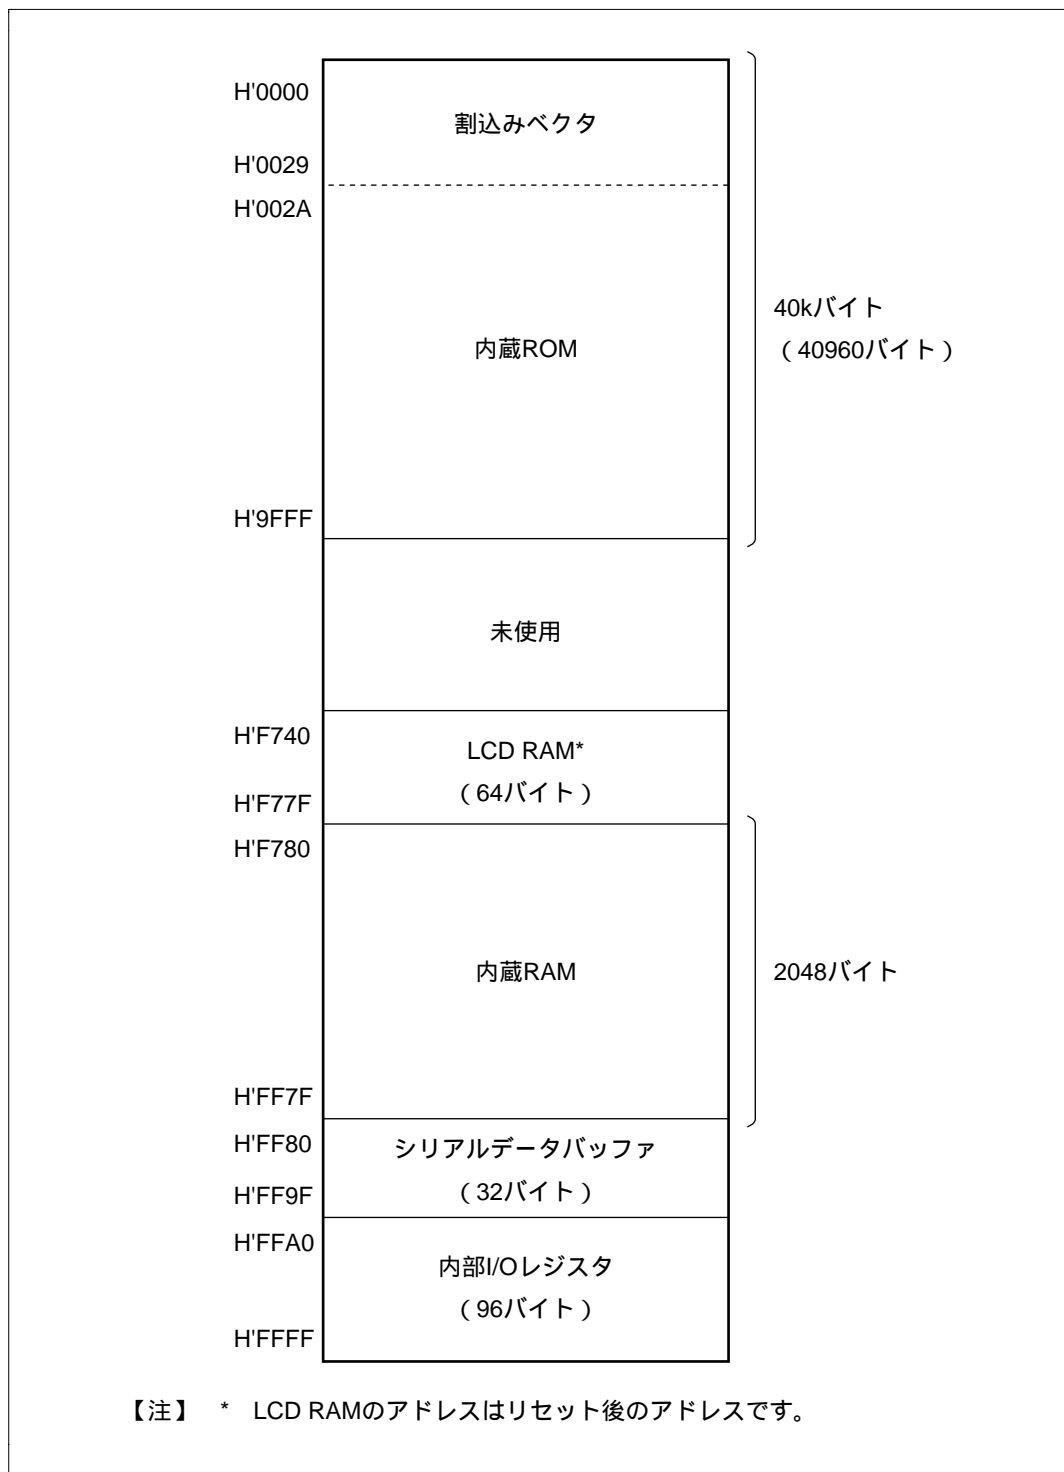 H'0000
割込みベクタ
H'0029
H'002A
40kバイト
内蔵ROM
（40960バイト）
H'9FFF
未使用
H'F740
LCD RAM*
（64バイト）
H'F77F
H'F780
内蔵RAM
2048バイト
H'FF7F
H'FF80
シリアルデータバッファ
（32バイト）
H'FF9F
H'FFA0
内部I/Oレジスタ
（96バイト）
H'FFFF
【注】 * LCD RAMのアドレスはリセット後のアドレスです。